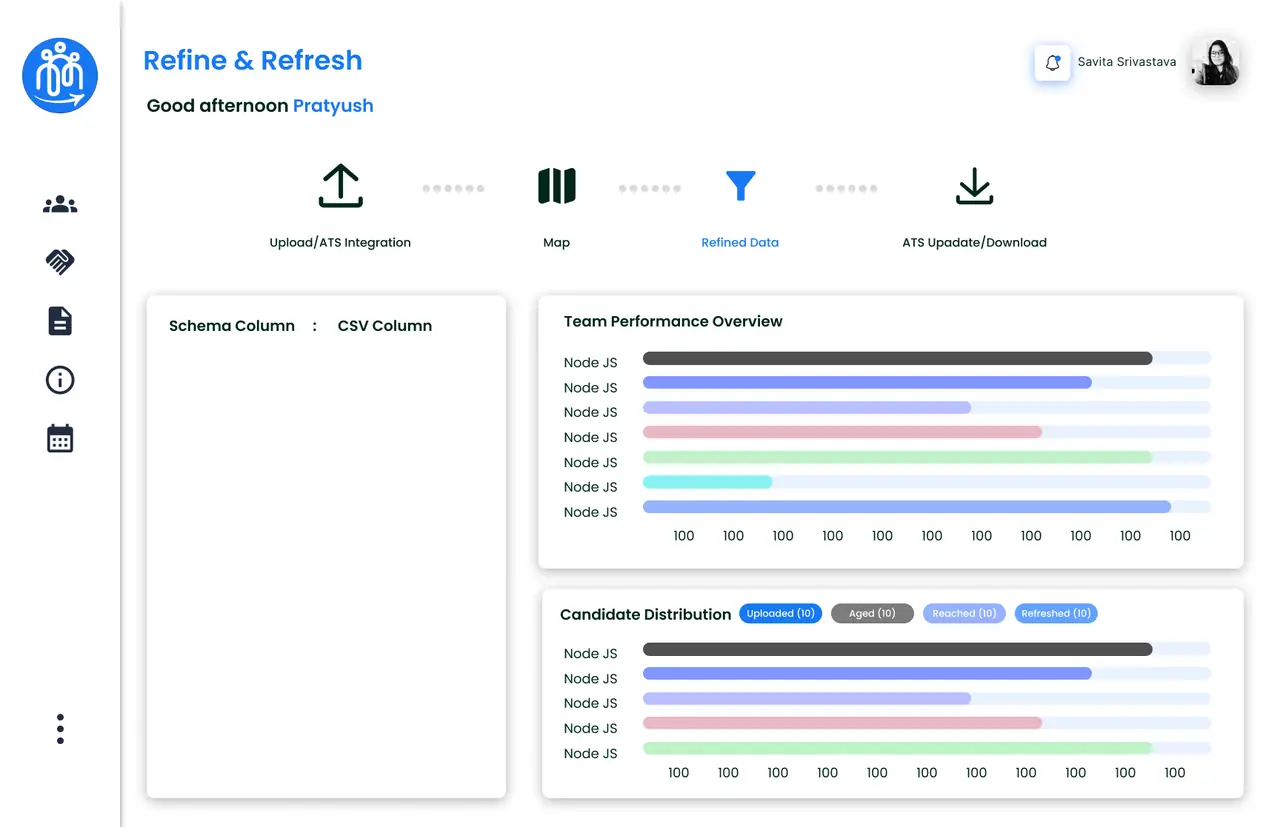 Refine & Refresh
Savita Srivastava
Good afternoon Pratyush
Upload/ATS Integration
Map
Refined Data
ATS Upadate/Download
Schema Column : CSV Column
Team Performance Overview
Node JS
Node JS
Node JS
Node JS
Node JS
Node JS
Node JS
100 100 100 100 100 100 100 100 100 100 100
Candidate Distribution Uploaded (10) Aged (10) Reached (10) Refreshed (10)
Node JS
Node JS
Node JS
Node JS
Node JS
100 100 100 100 100 100 100 100 100 100 100